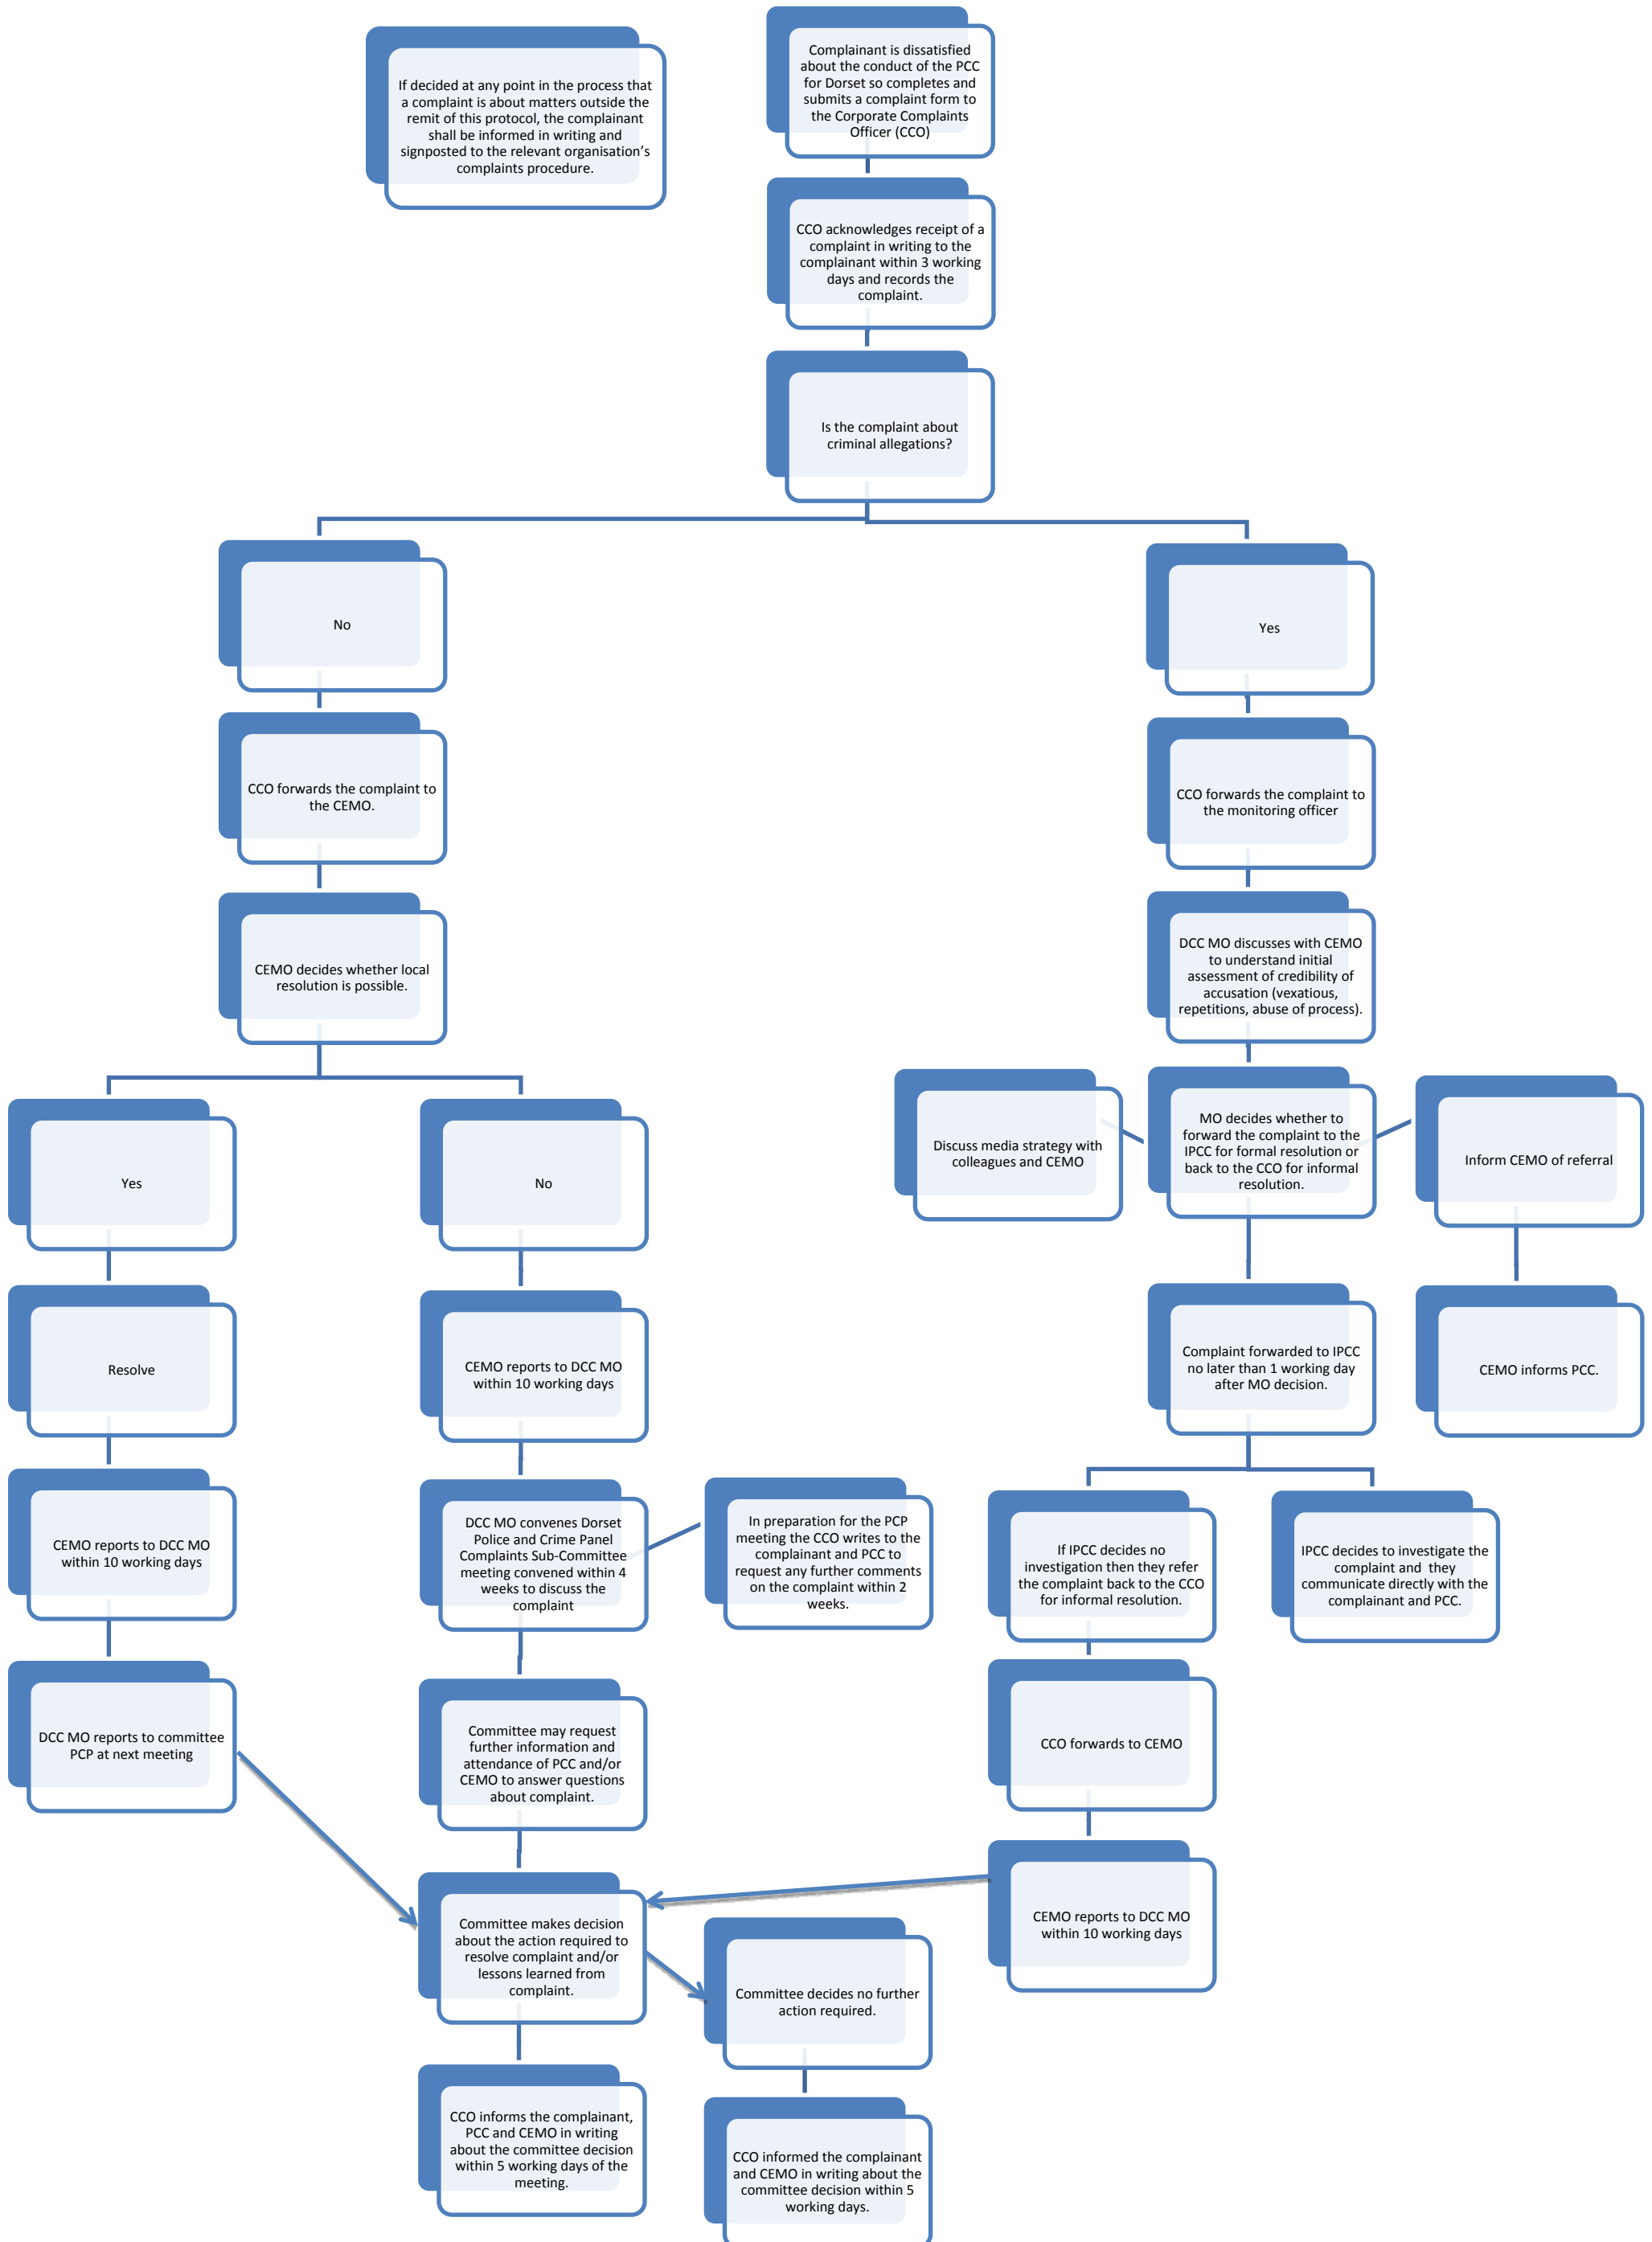 If decided at any point in the process that
a complaint is about matters outside the
remit of this protocol, the complainant
shall be informed in writing and
signposted to the relevant organisation's
complaints procedure.
Complainant is dissatisfied
about the conduct of the PCC
for Dorset so completes and
submits a complaint form to
the Corporate Complaints
Officer (CCO)
CCO acknowledges receipt of a
complaint in writing to the
complainant within 3 working
days and records the
complaint.
Is the complaint about
criminal allegations?
No
CCO forwards the complaint to
the CEMO.
CEMO decides whether local
resolution is possible.
Yes
Resolve
CEMO reports to DCC MO
within 10 working days
DCC MO reports to committee
PCP at next meeting
No
CEMO reports to DCC MO
within 10 working days
DCC MO convenes Dorset
Police and Crime Panel
Complaints Sub-Committee
meeting convened within 4
weeks to discuss the
complaint
In preparation for the PCP
meeting the CCO writes to the
complainant and PCC to
request any further comments
on the complaint within 2
weeks.
Committee may request
further information and
attendance of PCC and/or
CEMO to answer questions
about complaint.
Committee makes decision
about the action required to
resolve complaint and/or
lessons learned from
complaint.
CCO informs the complainant,
PCC and CEMO in writing
about the committee decision
within 5 working days of the
meeting.
Committee decides no further
action required.
CCO informed the complainant
and CEMO in writing about the
committee decision within 5
working days.
Yes
CCO forwards the complaint to
the monitoring officer
DCC MO discusses with CEMO
to understand initial
assessment of credibility of
accusation (vexatious,
repetitions, abuse of process).
Discuss media strategy with
colleagues and CEMO
MO decides whether to
forward the complaint to the
IPCC for formal resolution or
back to the CCO for informal
resolution.
Inform CEMO of referral
CEMO informs PCC.
Complaint forwarded to IPCC
no later than 1 working day
after MO decision.
If IPCC decides no
investigation then they refer
the complaint back to the CCO
for informal resolution.
IPCC decides to investigate the
complaint and  they
communicate directly with the
complainant and PCC.
CCO forwards to CEMO
CEMO reports to DCC MO
within 10 working days